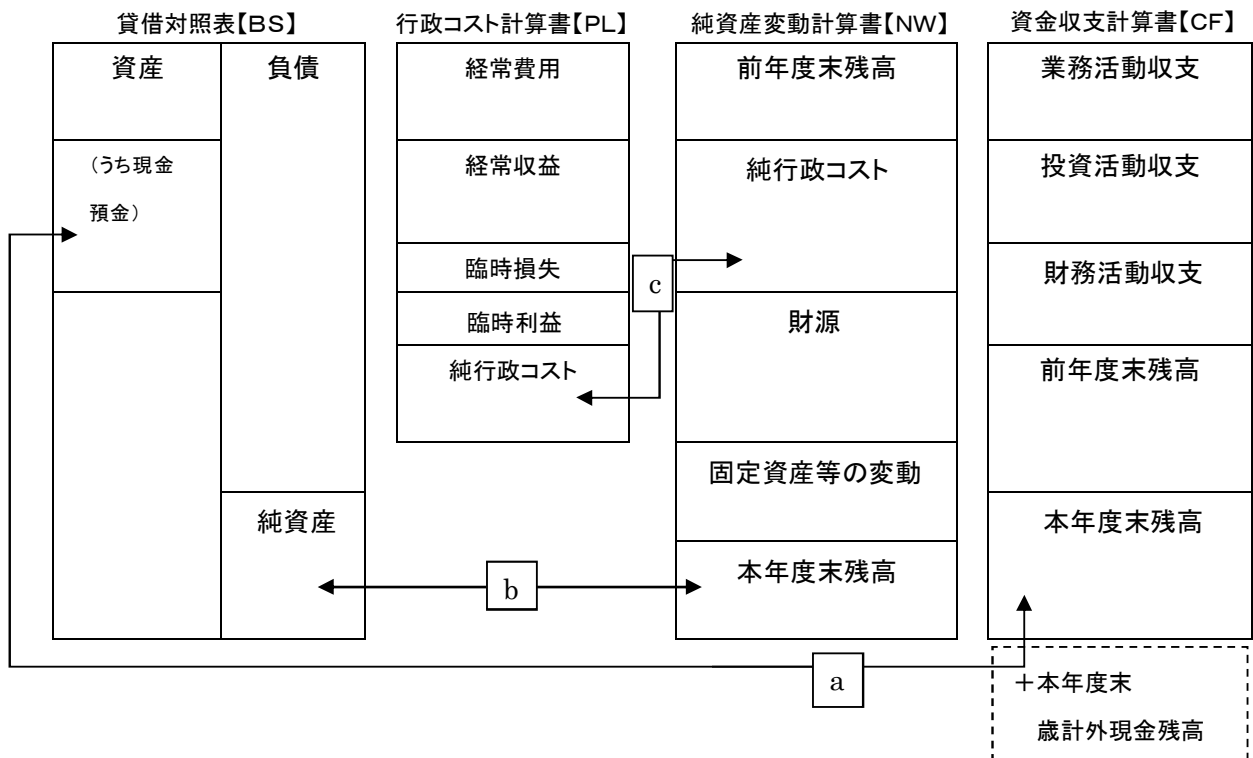 貸借対照表【BS】
資産
負債
(うち現金
預金)
純資産
行政コスト計算書【PL】
経常費用
経常収益
臨時損失
臨時利益
純行政コスト
純資産変動計算書【NW】
前年度末残高
純行政コスト
財源
固定資産等の変動
本年度末残高
資金収支計算書【CF】
業務活動収支
投資活動収支
財務活動収支
前年度末残高
本年度末残高
c
b
a
+本年度末
歳計外現金残高